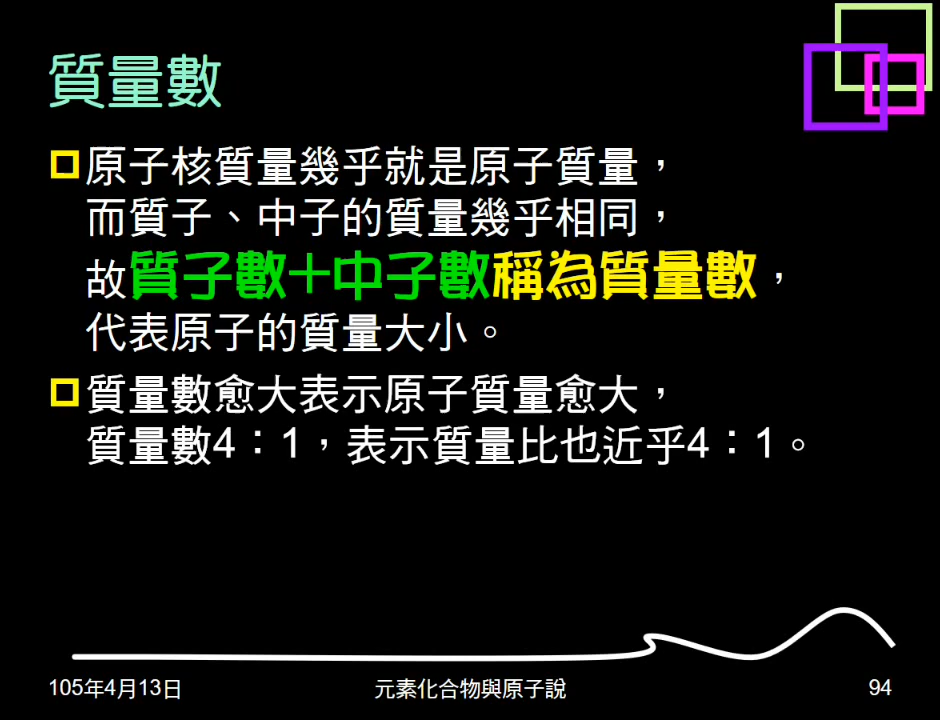 質量數
原子核質量幾乎就是原子質量，
而質子、中子的質量幾乎相同，
故質子數＋中子數稱為質量數，
代表原子的質量大小。
質量數愈大表示原子質量愈大，
質量數4：1，表示質量比也近乎4：1。
105年4月13日
元素化合物與原子說
94